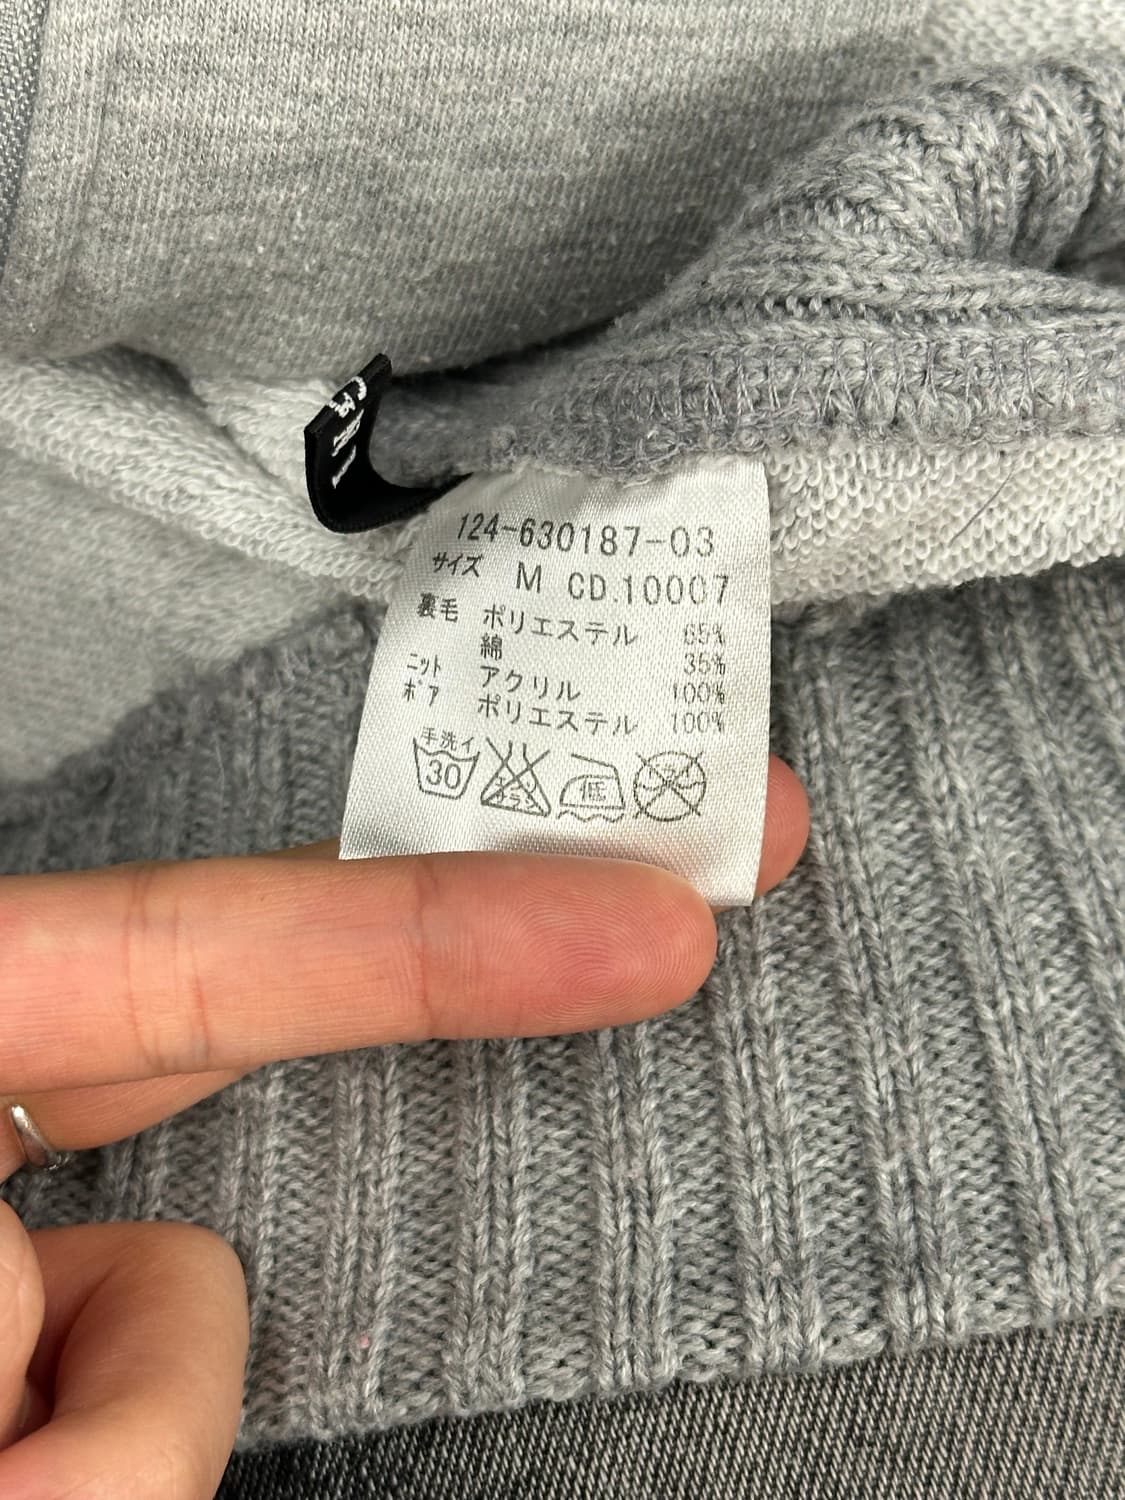 124-630187-03
サイズ M CD.10007
裏毛 ポリエステル 65%
綿 35%
ニット アクリル 100%
ボア ポリエステル 100%
手洗イ
30
低